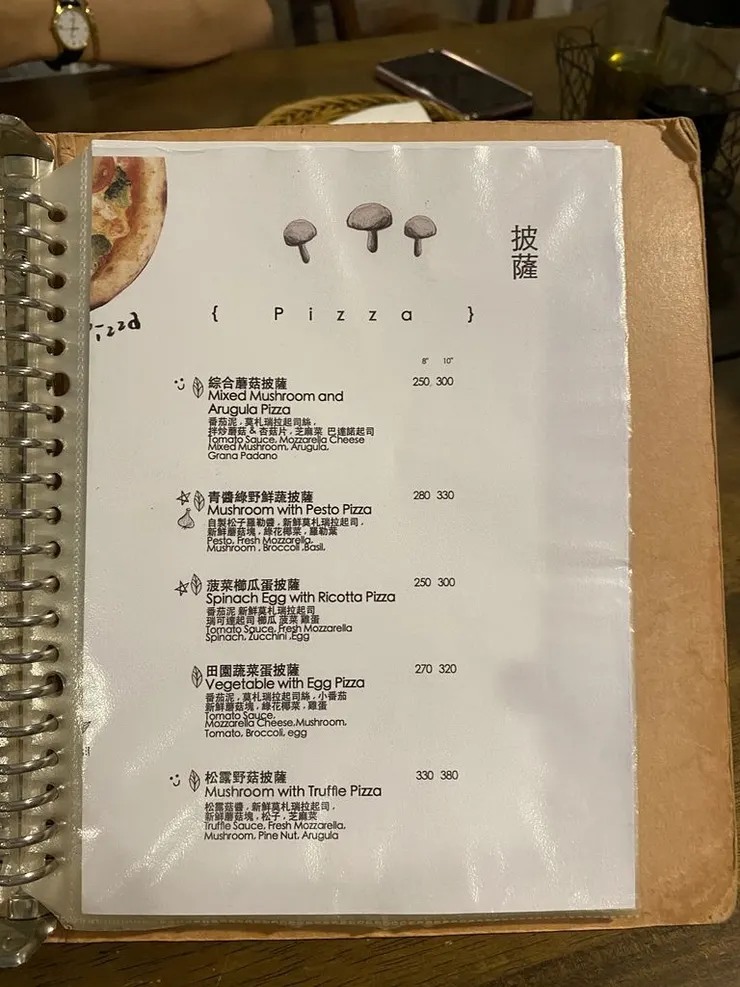 披薩
{ Pizza }
izza
8" 10"
綜合蘑菇披薩 250 300
Mixed Mushroom and
Arugula Pizza
番茄泥，莫札瑞拉起司絲，
拌炒蘑菇 & 杏菇片，芝麻菜 巴達諾起司
Tomato Sauce, Mozzarella Cheese
Mixed Mushroom, Arugula,
Grana Padano
青醬綠野鮮蔬披薩 280 330
Mushroom with Pesto Pizza
自製松子羅勒醬，新鮮莫札瑞拉起司，
新鮮蘑菇塊，綠花椰菜，羅勒葉
Pesto, Fresh Mozzarella,
Mushroom , Broccoli ,Basil,
菠菜櫛瓜蛋披薩 250 300
Spinach Egg with Ricotta Pizza
番茄泥 新鮮莫札瑞拉起司
瑞可達起司 櫛瓜 菠菜 雞蛋
Tomato Sauce, Fresh Mozzarella
Spinach, Zucchini ,Egg
田園蔬菜蛋披薩 270 320
Vegetable with Egg Pizza
番茄泥，莫札瑞拉起司絲，小番茄
新鮮蘑菇塊，綠花椰菜，雞蛋
Tomato Sauce,
Mozzarella Cheese,Mushroom,
Tomato, Broccoli, egg
松露野菇披薩 330 380
Mushroom with Truffle Pizza
松露菇醬，新鮮莫札瑞拉起司，
新鮮蘑菇塊，松子，芝麻菜
Truffle Sauce, Fresh Mozzarella,
Mushroom, Pine Nut, Arugula